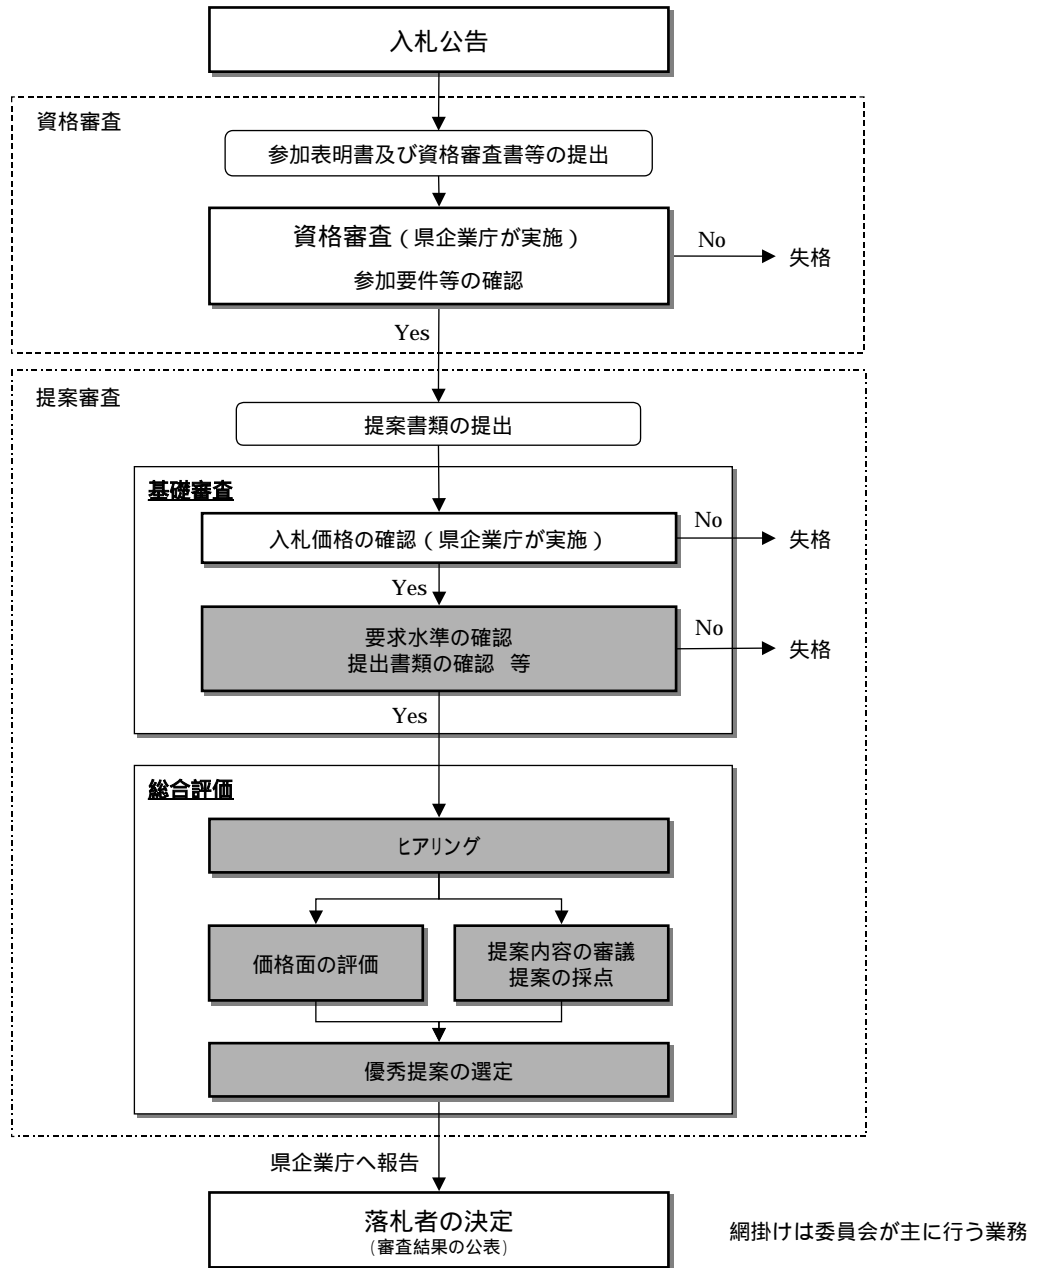 入札公告
資格審査
参加表明書及び資格審査書等の提出
資格審査（県企業庁が実施）
参加要件等の確認
No
失格
Yes
提案審査
提案書類の提出
基礎審査
入札価格の確認（県企業庁が実施）
No
失格
Yes
要求水準の確認
提出書類の確認 等
No
失格
Yes
総合評価
ヒアリング
価格面の評価
提案内容の審議
提案の採点
優秀提案の選定
県企業庁へ報告
落札者の決定
（審査結果の公表）
網掛けは委員会が主に行う業務